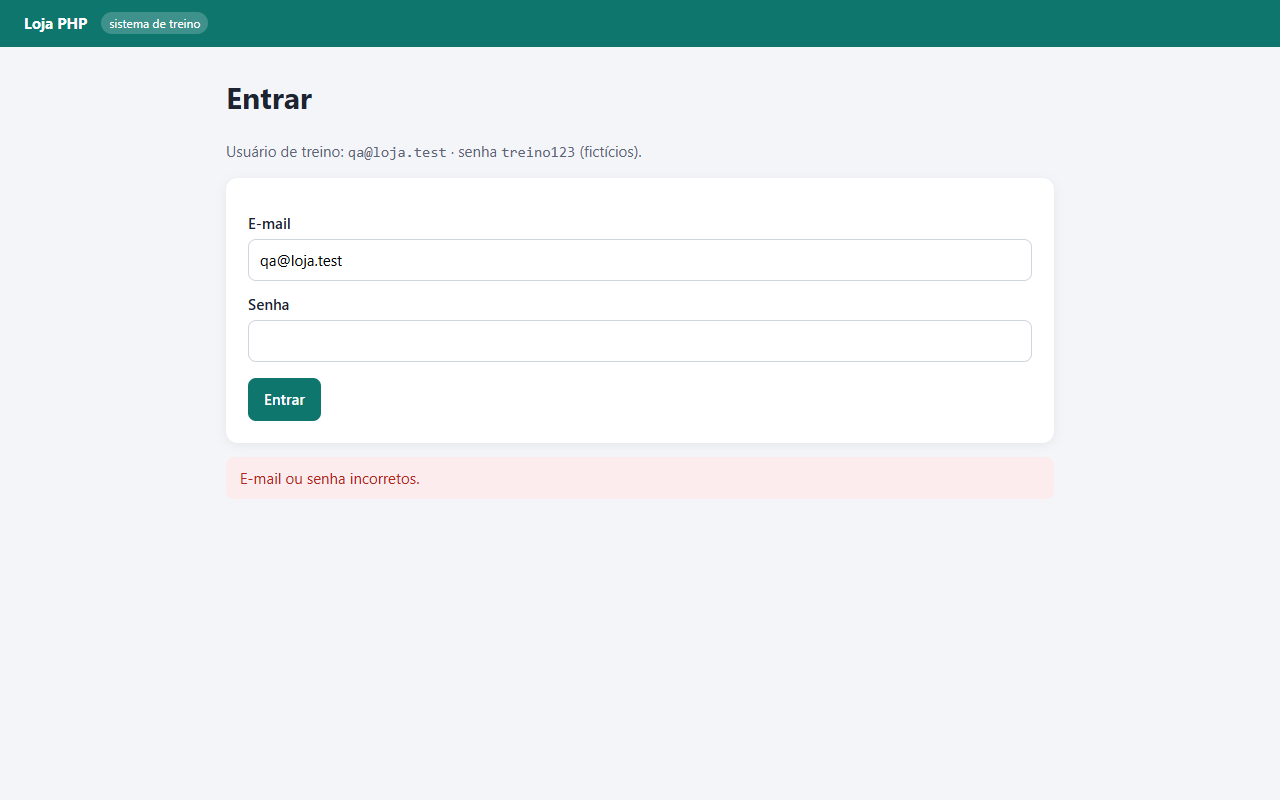 Loja PHP sistema de treino
Entrar
Usuário de treino: qa@loja.test · senha treino123 (fictícios).
E-mail
qa@loja.test
Senha
Entrar
E-mail ou senha incorretos.